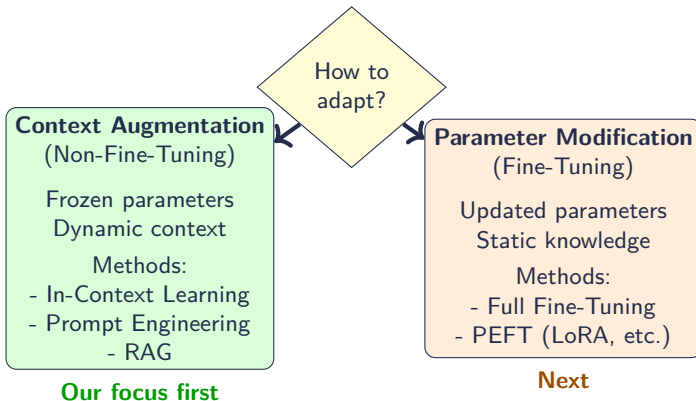 How to
adapt?
Context Augmentation
(Non-Fine-Tuning)
Frozen parameters
Dynamic context
Methods:
- In-Context Learning
- Prompt Engineering
- RAG
Our focus first
Parameter Modification
(Fine-Tuning)
Updated parameters
Static knowledge
Methods:
- Full Fine-Tuning
- PEFT (LoRA, etc.)
Next